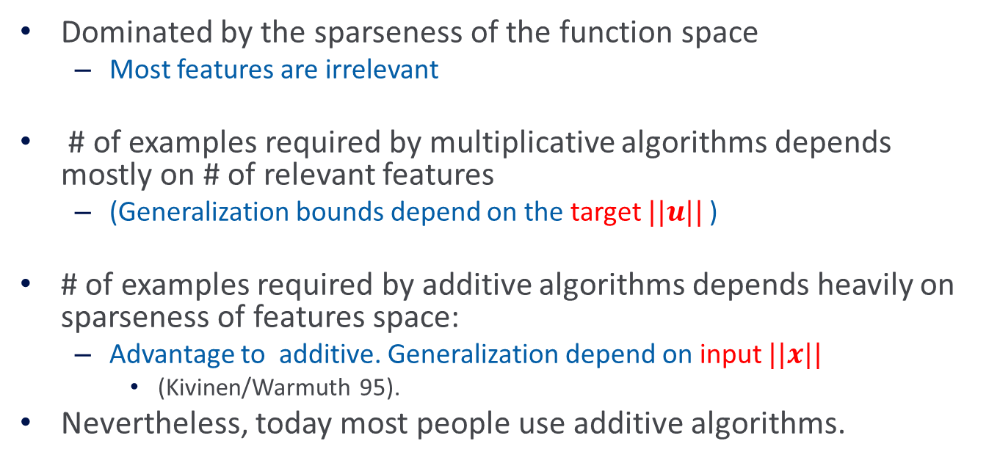 • Dominated by the sparseness of the function space
– Most features are irrelevant
• # of examples required by multiplicative algorithms depends
mostly on # of relevant features
– (Generalization bounds depend on the target ||u|| )
• # of examples required by additive algorithms depends heavily on
sparseness of features space:
– Advantage to additive. Generalization depend on input ||x||
• (Kivinen/Warmuth 95).
• Nevertheless, today most people use additive algorithms.